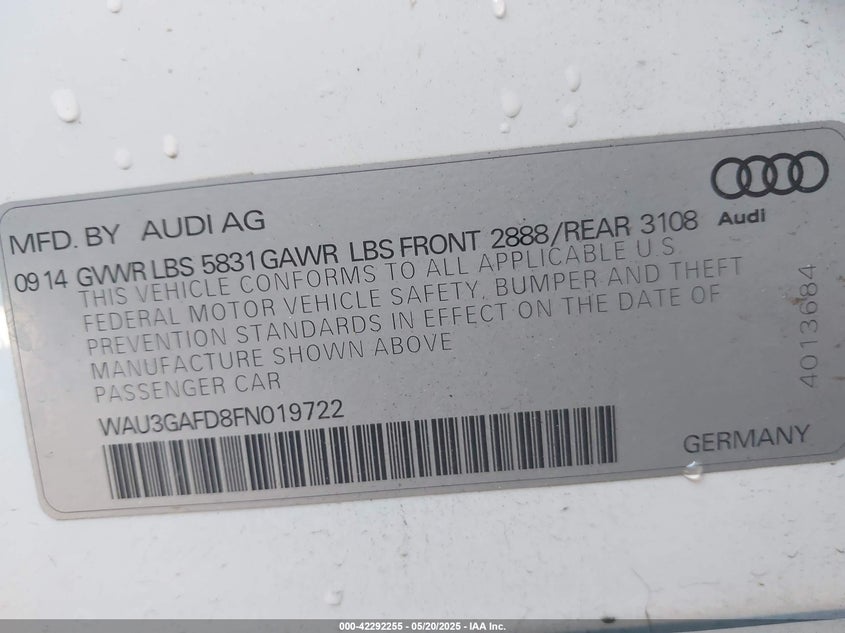 MFD. BY AUDI AG
Audi
09 14 GVWR LBS 5831 GAWR LBS FRONT 2888/REAR 3108
THIS VEHICLE CONFORMS TO ALL APPLICABLE U.S
FEDERAL MOTOR VEHICLE SAFETY, BUMPER AND THEFT
PREVENTION STANDARDS IN EFFECT ON THE DATE OF
MANUFACTURE SHOWN ABOVE
PASSENGER CAR
4013684
WAU3GAFD8FN019722
GERMANY
000-42292255 - 05/20/2025 - IAA Inc.